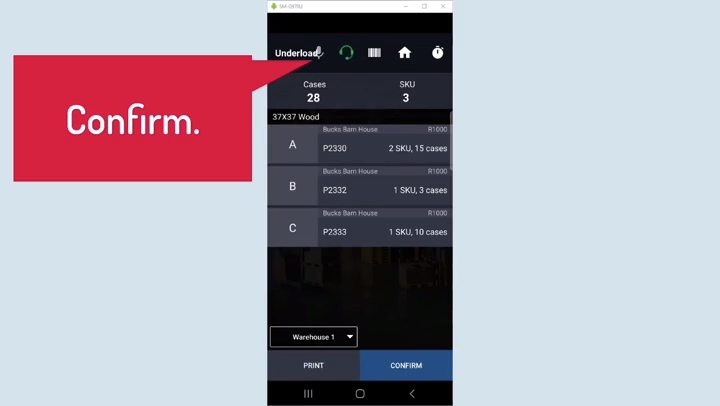 Underload
Confirm.
Cases
28
SKU
3
37X37 Wood
A
Bucks Barn House
R1000
P2330
2 SKU, 15 cases
B
Bucks Barn House
R1000
P2332
1 SKU, 3 cases
C
Bucks Barn House
R1000
P2333
1 SKU, 10 cases
Warehouse 1
PRINT
CONFIRM